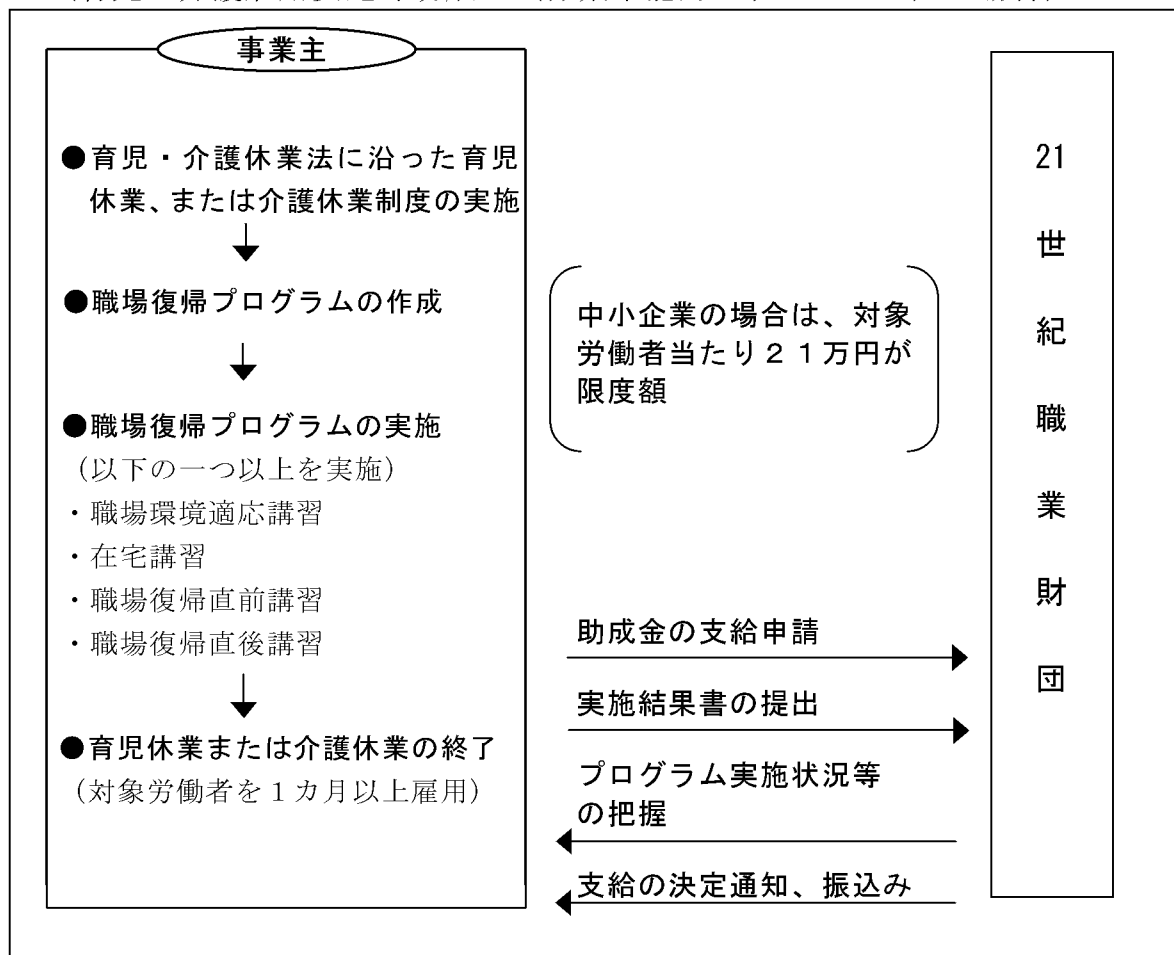 事業主
●育児・介護休業法に沿った育児
休業、または介護休業制度の実施
●職場復帰プログラムの作成
●職場復帰プログラムの実施
（以下の一つ以上を実施）
・職場環境適応講習
・在宅講習
・職場復帰直前講習
・職場復帰直後講習
●育児休業または介護休業の終了
（対象労働者を１カ月以上雇用）
中小企業の場合は、対象
労働者当たり２１万円が
限度額
助成金の支給申請
実施結果書の提出
プログラム実施状況等
の把握
支給の決定通知、振込み
21
世
紀
職
業
財
団